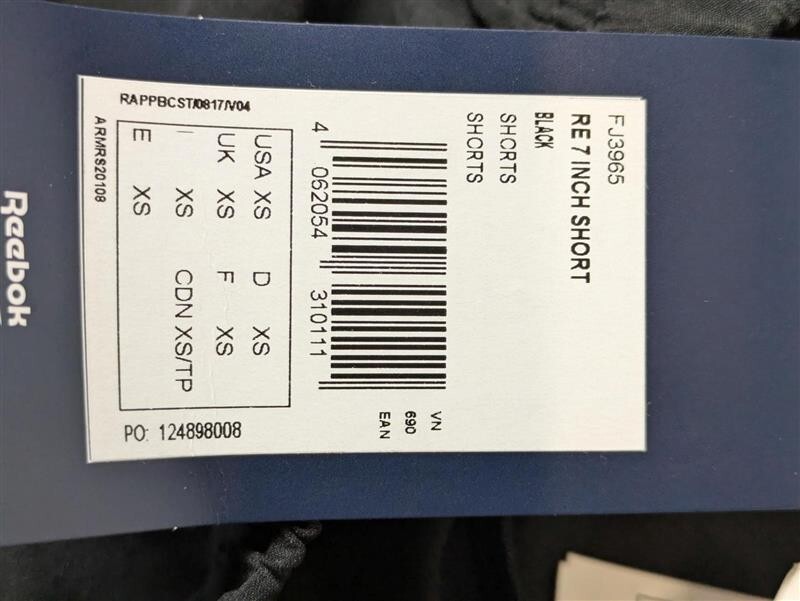 FJ3965
RE 7 INCH SHORT
BLACK
SHORTS
SHORTS
VN
690
EAN
4 062054 310111
USA XS D XS
UK XS F XS
I XS CDN XS/TP
E XS
RAPPBCST/0817/V04
ARMRS20108
PO: 124898008
Reebok